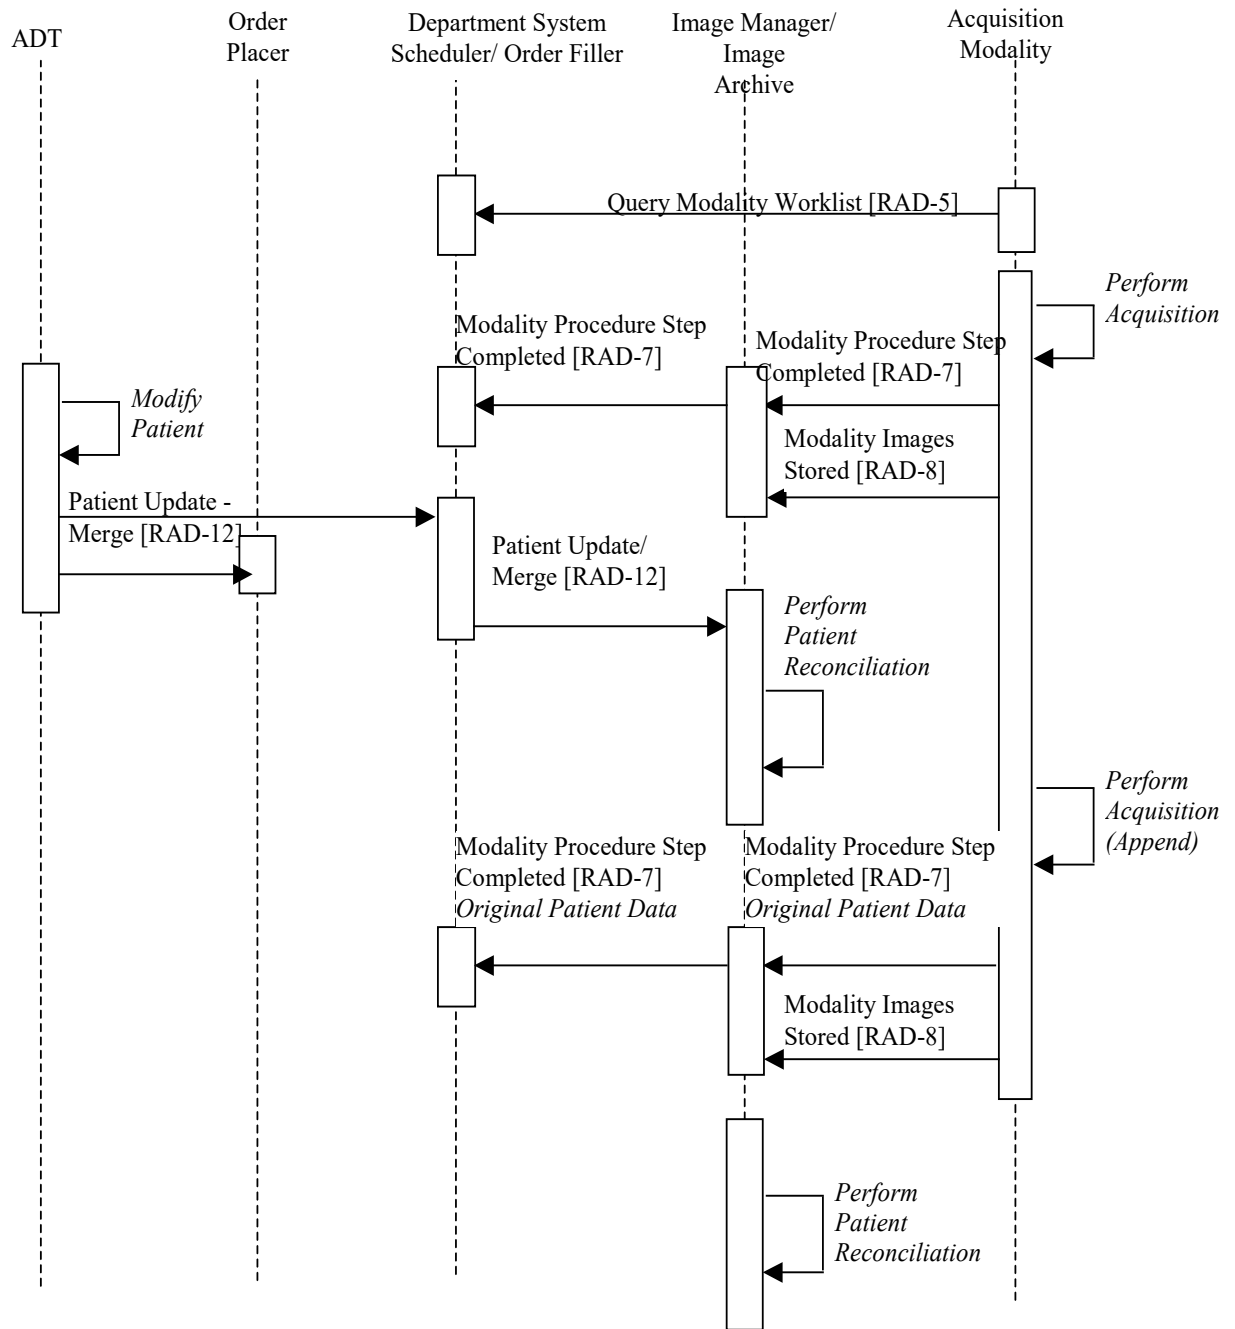 ADT
Order
Placer
Department System
Scheduler/ Order Filler
Image Manager/
Image
Archive
Acquisition
Modality
Query Modality Worklist [RAD-5]
Perform
Acquisition
Modality Procedure Step
Completed [RAD-7]
Modality Procedure Step
Completed [RAD-7]
Modify
Patient
Modality Images
Stored [RAD-8]
Patient Update -
Merge [RAD-12]
Patient Update/
Merge [RAD-12]
Perform
Patient
Reconciliation
Perform
Acquisition
(Append)
Modality Procedure Step
Completed [RAD-7]
Original Patient Data
Modality Procedure Step
Completed [RAD-7]
Original Patient Data
Modality Images
Stored [RAD-8]
Perform
Patient
Reconciliation